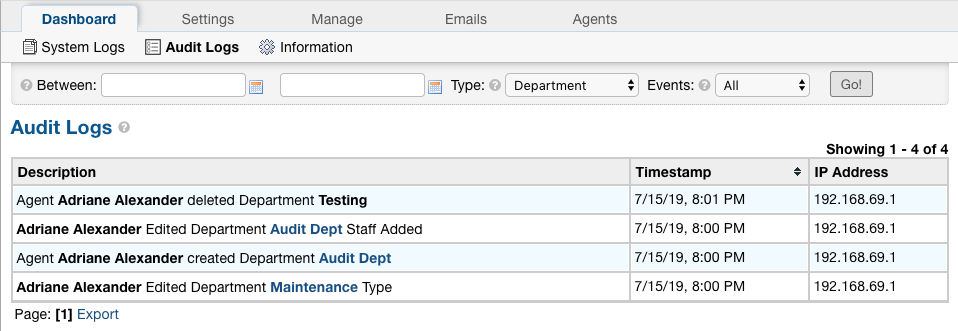 Dashboard Settings Manage Emails Agents
System Logs Audit Logs Information
? Between: Type: ? Department Events: ? All Go!
Audit Logs ?
Showing 1 - 4 of 4
Description Timestamp IP Address
Agent Adriane Alexander deleted Department Testing 7/15/19, 8:01 PM 192.168.69.1
Adriane Alexander Edited Department Audit Dept Staff Added 7/15/19, 8:00 PM 192.168.69.1
Agent Adriane Alexander created Department Audit Dept 7/15/19, 8:00 PM 192.168.69.1
Adriane Alexander Edited Department Maintenance Type 7/15/19, 8:00 PM 192.168.69.1
Page: [1] Export